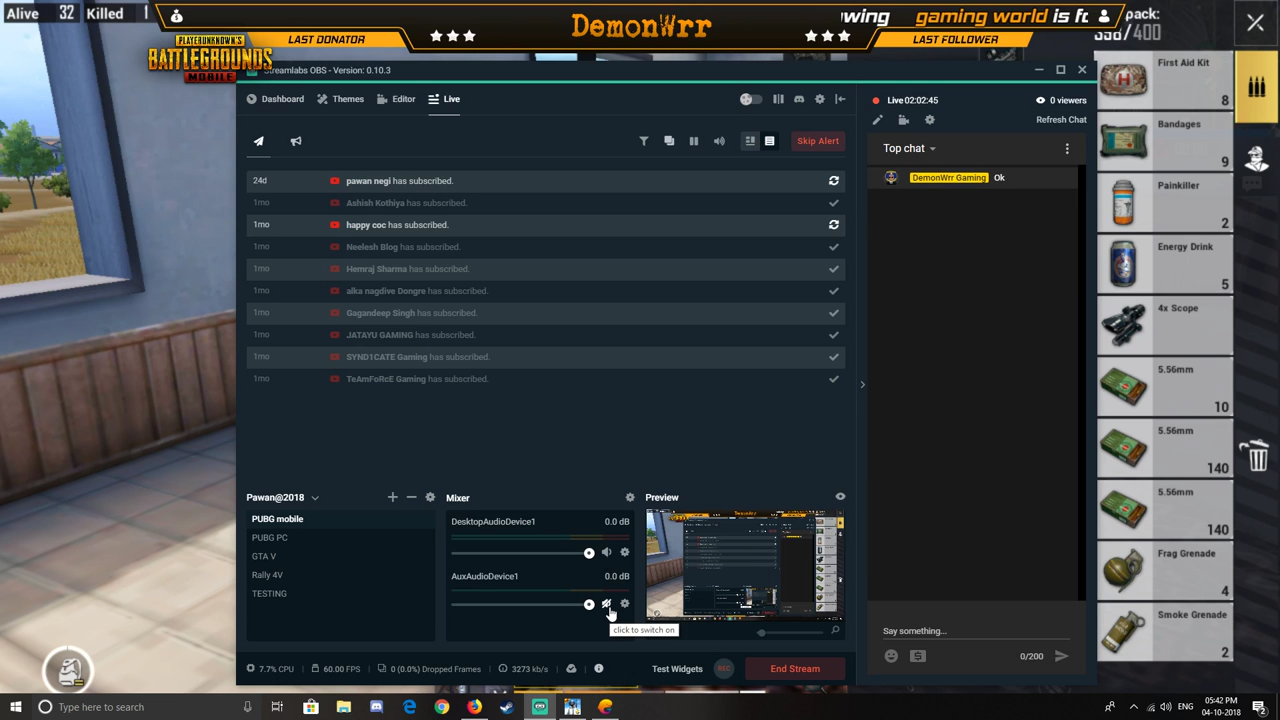 Alive 32 Killed 1
DemonWrr
wing gaming world is fo
pack:
/400
LAST DONATOR
LAST FOLLOWER
PLAYERUNKNOWN'S
BATTLEGROUNDS
MOBILE
Streamlabs OBS - Version: 0.10.3
Dashboard
Themes
Editor
Live
Skip Alert
24d pawan negi has subscribed.
1mo Ashish Kothiya has subscribed.
1mo happy coc has subscribed.
1mo Neelesh Blog has subscribed.
1mo Hemraj Sharma has subscribed.
1mo alka nagdive Dongre has subscribed.
1mo Gagandeep Singh has subscribed.
1mo JATAYU GAMING has subscribed.
1mo SYND1CATE Gaming has subscribed.
1mo TeAmFoRcE Gaming has subscribed.
Pawan@2018
PUBG mobile
PUBG PC
GTA V
Rally 4V
TESTING
Mixer
DesktopAudioDevice1 0.0 dB
AuxAudioDevice1 0.0 dB
click to switch on
Preview
7.7% CPU
60.00 FPS
0 (0.0%) Dropped Frames
3273 kb/s
Test Widgets
REC
End Stream
Live 02:02:45
0 viewers
Refresh Chat
Top chat
DemonWrr Gaming Ok
Say something...
0/200
First Aid Kit
8
Bandages
9
Painkiller
2
Energy Drink
5
4x Scope
5.56mm
10
5.56mm
140
5.56mm
140
Frag Grenade
4
Smoke Grenade
2
Type here to search
ENG
05:42 PM
04-10-2018
2